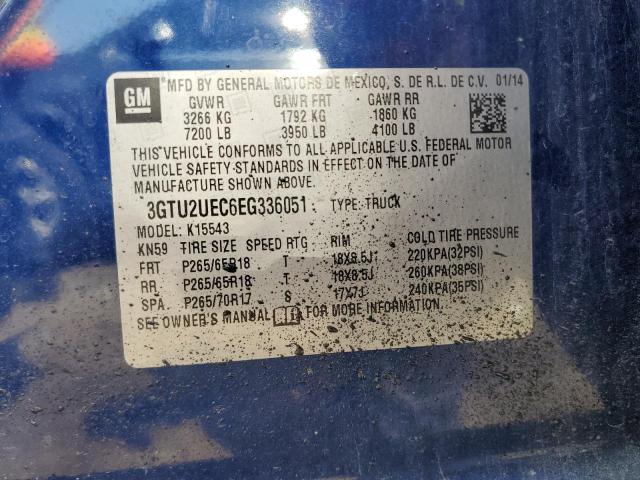 GM
MFD BY GENERAL MOTORS DE MEXICO, S. DE R.L. DE C.V. 01/14
GVWR GAWR FRT GAWR RR
3266 KG 1792 KG 1860 KG
7200 LB 3950 LB 4100 LB
THIS VEHICLE CONFORMS TO ALL APPLICABLE U.S. FEDERAL MOTOR
VEHICLE SAFETY STANDARDS IN EFFECT ON THE DATE OF
MANUFACTURE SHOWN ABOVE.
3GTU2UEC6EG336051 TYPE: TRUCK
MODEL: K15543
KN59 TIRE SIZE SPEED RTG RIM COLD TIRE PRESSURE
FRT P265/65R18 T 18X8.5J 220KPA(32PSI)
RR P265/65R18 T 18X8.5J 260KPA(38PSI)
SPA P265/70R17 S 17X7J 240KPA(35PSI)
SEE OWNER'S MANUAL FOR MORE INFORMATION.